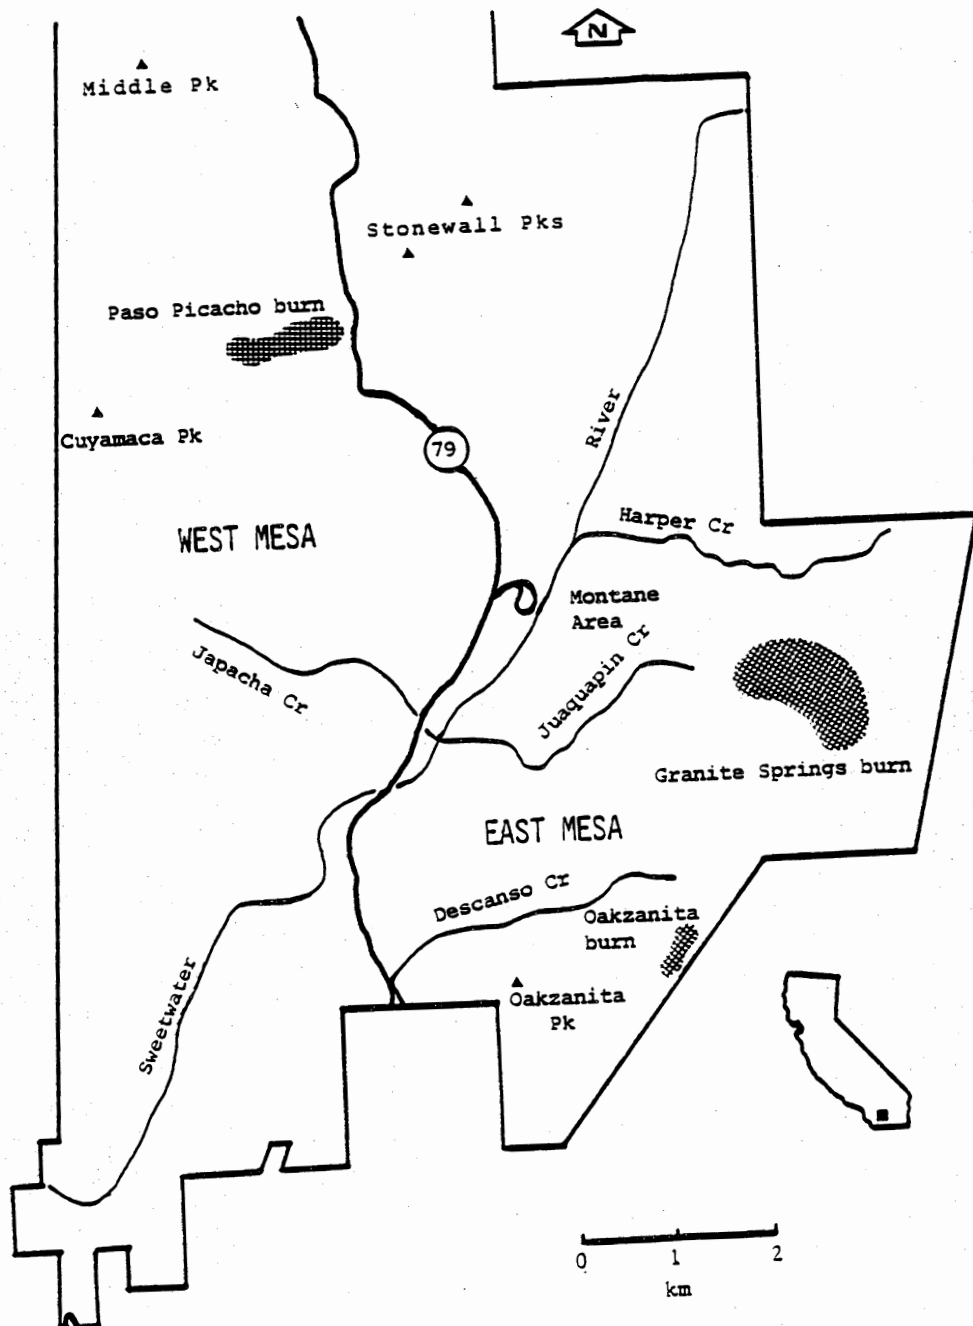 N
Middle Pk
Stonewall Pks
Paso Picacho burn
Cuyamaca Pk
79
River
Harper Cr
WEST MESA
Montane
Area
Japacha Cr
Juaquapin Cr
Granite Springs burn
EAST MESA
Descanso Cr
Oakzanita
burn
Oakzanita
Pk
Sweetwater
0 1 2
km